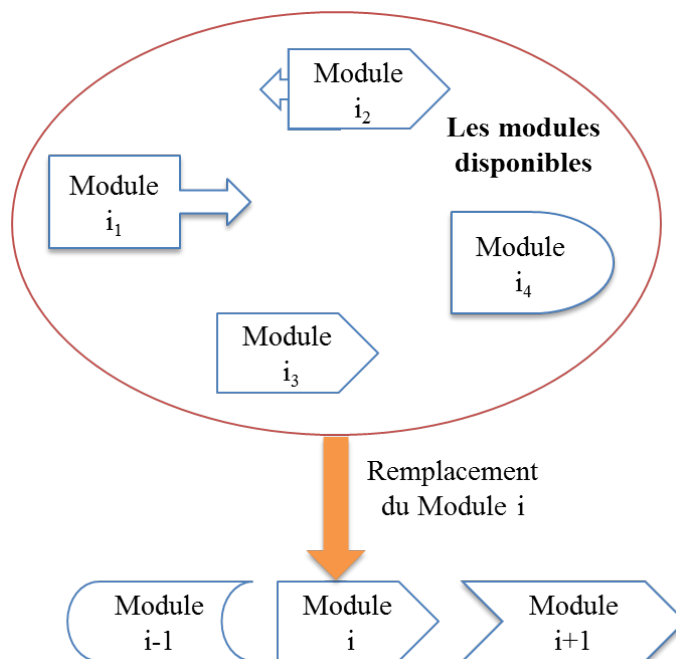 Module
i2
Les modules
disponibles
Module
i1
Module
i4
Module
i3
Remplacement
du Module i
Module
i-1
Module
i
Module
i+1